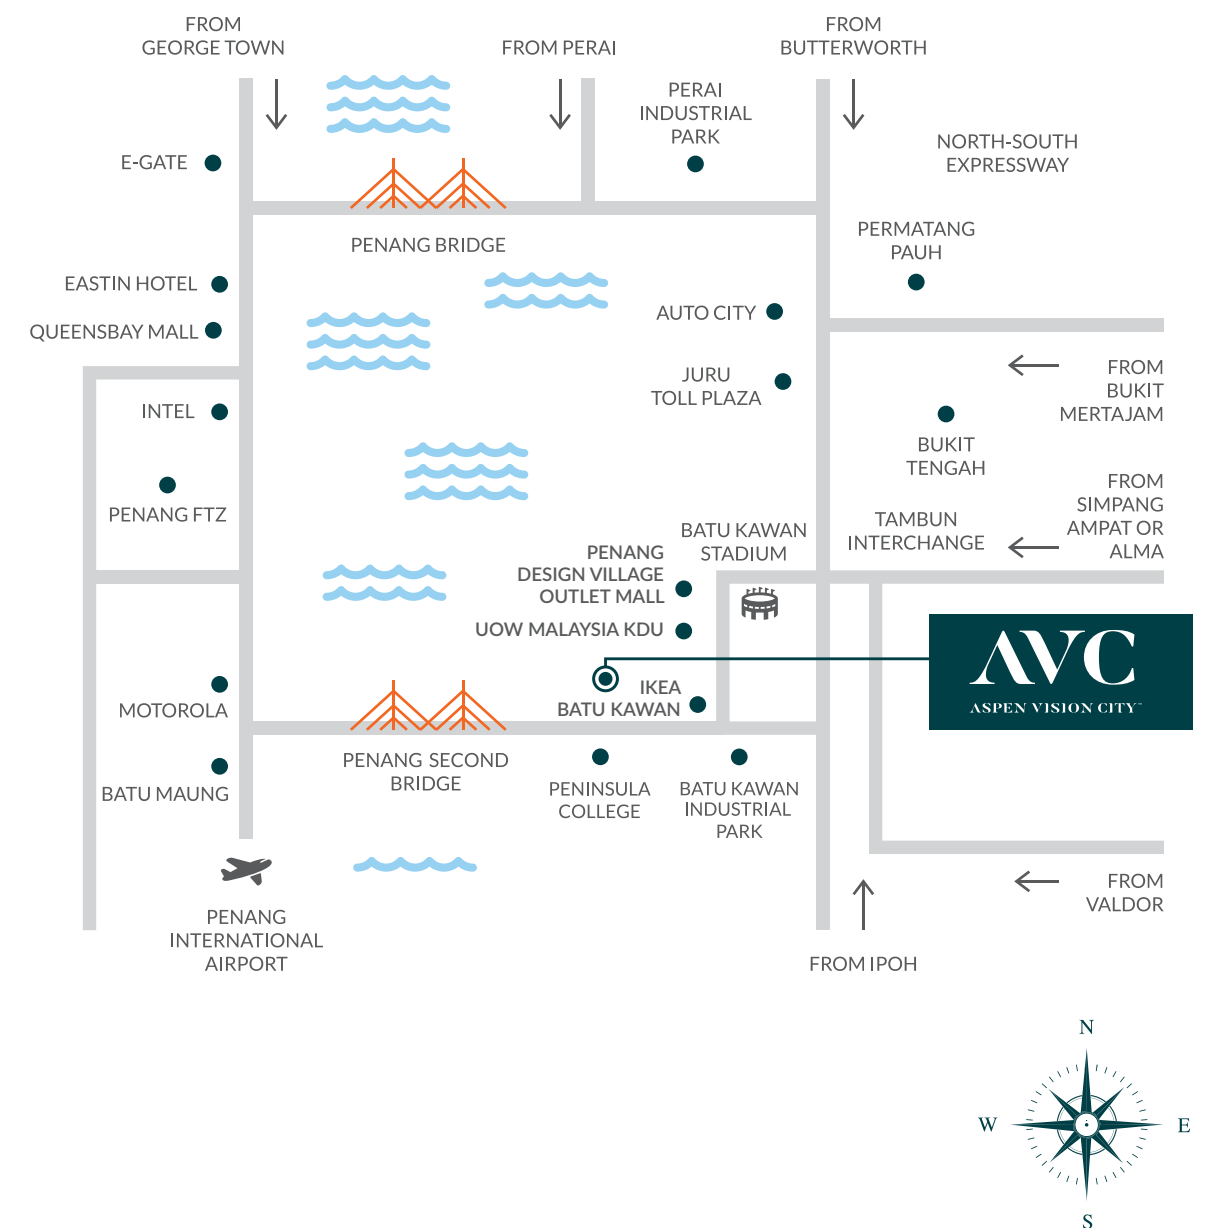 FROM
GEORGE TOWN
FROM PERAI
FROM
BUTTERWORTH
PERAI
INDUSTRIAL
PARK
NORTH-SOUTH
EXPRESSWAY
E-GATE
PENANG BRIDGE
PERMATANG
PAUH
EASTIN HOTEL
QUEENSBAY MALL
AUTO CITY
JURU
TOLL PLAZA
FROM
BUKIT
MERTAJAM
INTEL
BUKIT
TENGAH
PENANG FTZ
FROM
SIMPANG
AMPAT OR
ALMA
TAMBUN
INTERCHANGE
BATU KAWAN
STADIUM
PENANG
DESIGN VILLAGE
OUTLET MALL
UOW MALAYSIA KDU
AVC
ASPEN VISION CITY
IKEA
BATU KAWAN
MOTOROLA
BATU MAUNG
PENANG SECOND
BRIDGE
PENINSULA
COLLEGE
BATU KAWAN
INDUSTRIAL
PARK
FROM
VALDOR
PENANG
INTERNATIONAL
AIRPORT
FROM IPOH
N
W
E
S